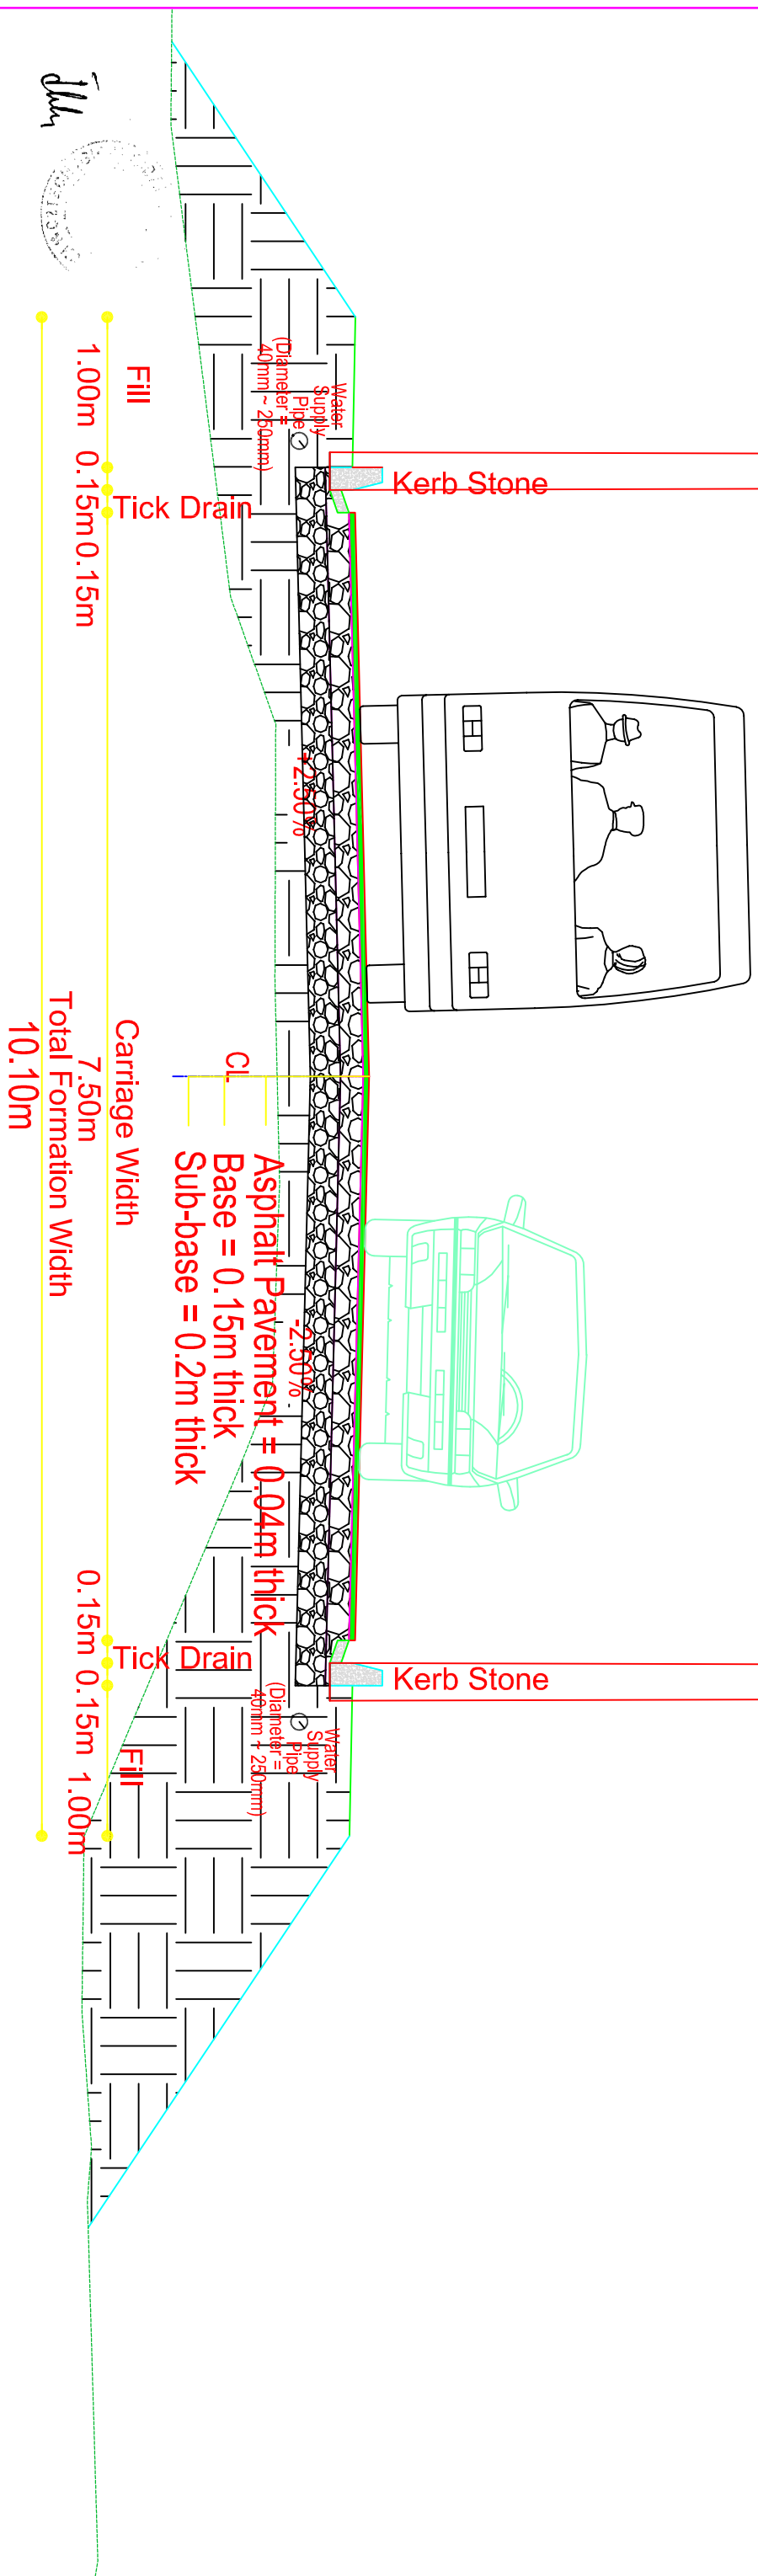 Kerb Stone
Kerb Stone
Water
Supply
Pipe
(Diameter =
40mm ~ 250mm)
+2.50%
-2.50%
Water
Supply
Pipe
(Diameter =
40mm ~ 250mm)
CL
Asphalt Pavement = 0.04m thick
Base = 0.15m thick
Sub-base = 0.2m thick
Fill
Tick Drain
Carriage Width
Tick Drain
Fill
1.00m 0.15m 0.15m 7.50m 0.15m 0.15m 1.00m
Total Formation Width
10.10m